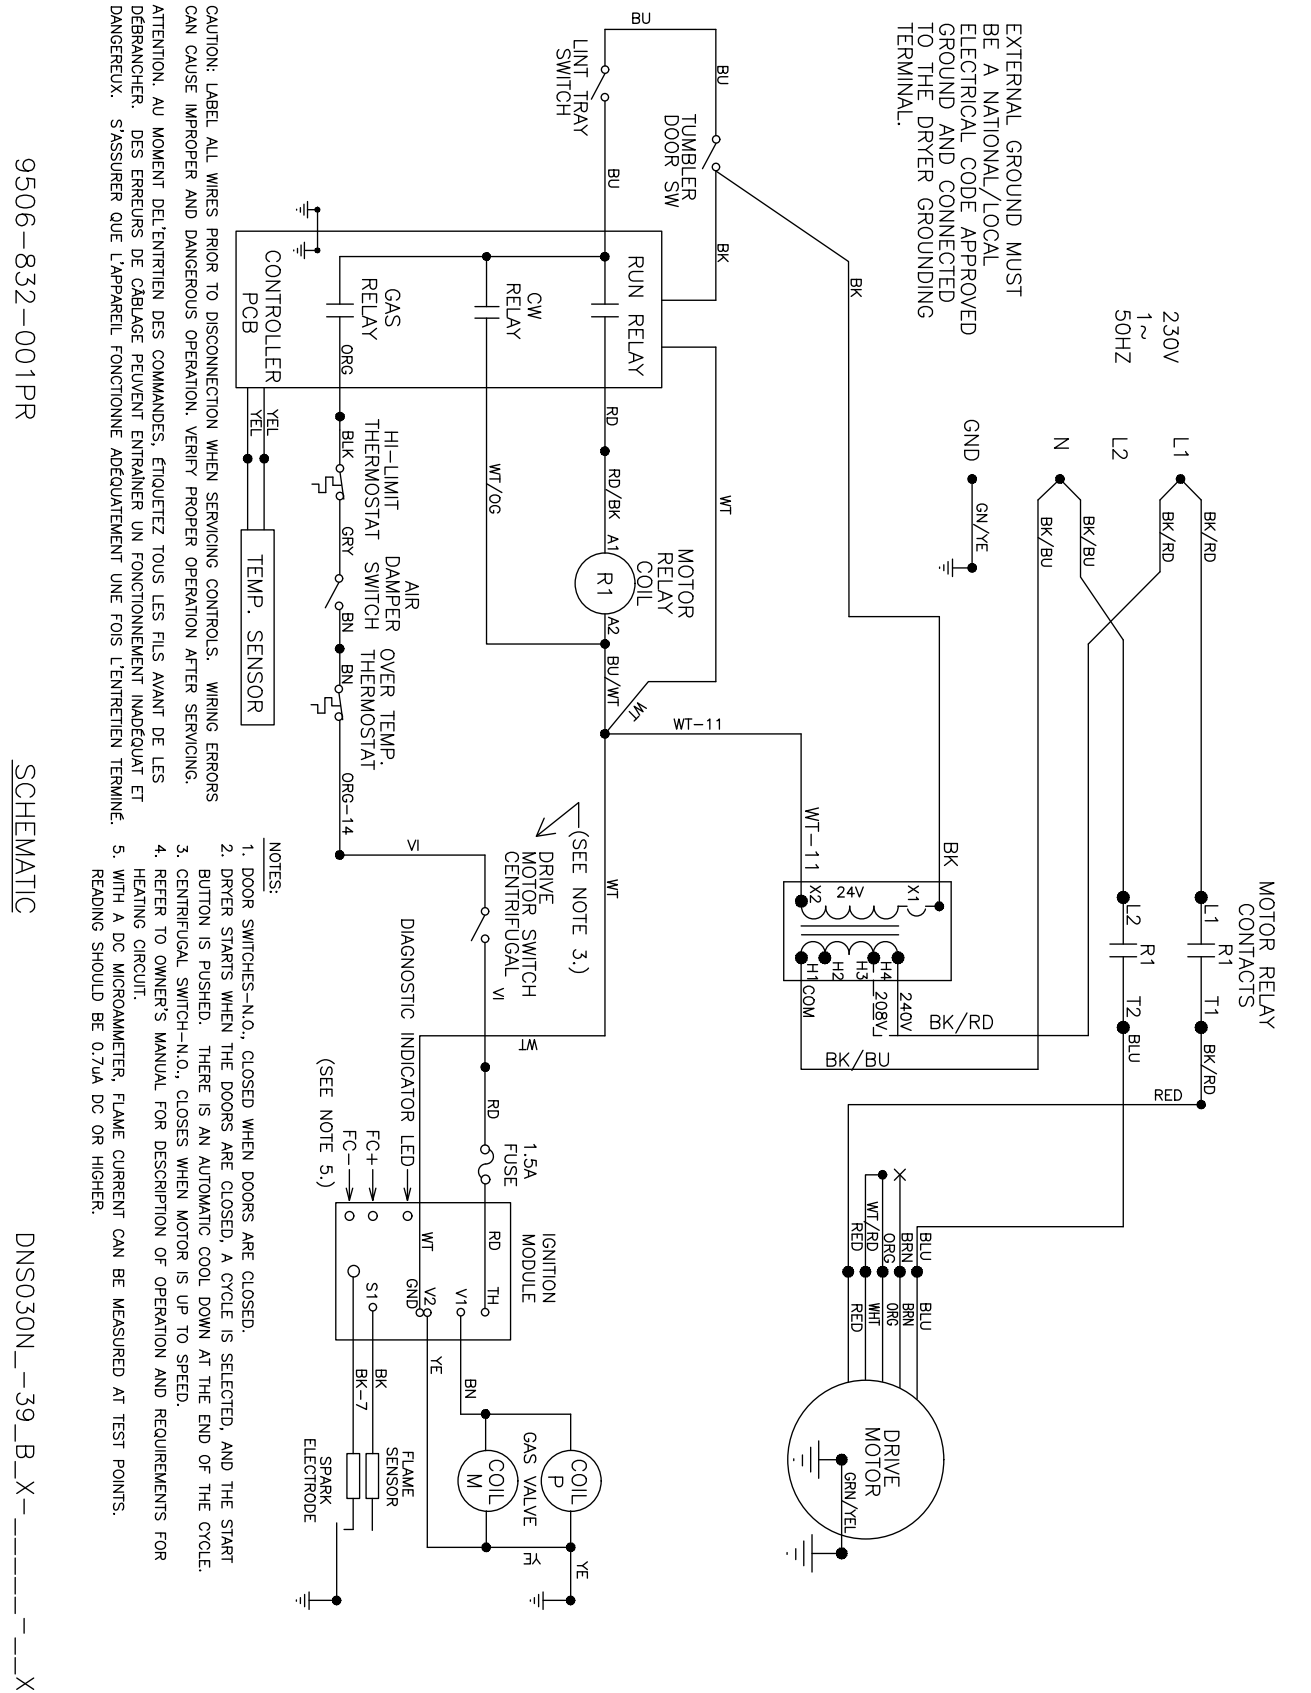 EXTERNAL GROUND MUST
BE A NATIONAL/LOCAL
ELECTRICAL CODE APPROVED
GROUND AND CONNECTED
TO THE DRYER GROUNDING
TERMINAL.
230V
1~
50HZ
L1
L2
N
GND
GN/YE
BK/RD
BK/RD
BK/BU
BK/BU
MOTOR RELAY
CONTACTS
L1
R1
T1
BK/RD
L2
R1
T2
BLU
RED
BLU
BRN
ORG
WT/RD
RED
BLU
BRN
ORG
WHT
RED
DRIVE
MOTOR
GRN/YEL
BK
BK
WT-11
X2
24V
X1
H1
H2
H3
H4
COM
208V
240V
BK/RD
BK/BU
BU
BU
TUMBLER
DOOR SW
BK
LINT TRAY
SWITCH
BU
RUN RELAY
CW
RELAY
GAS
RELAY
CONTROLLER
PCB
WT
RD
RD/BK
A1
MOTOR
RELAY
COIL
R1
A2
BU/WT
WT
WT-11
WT/OG
WT
(SEE NOTE 3.)
DRIVE
MOTOR SWITCH
CENTRIFUGAL
ORG
BLK
HI-LIMIT
THERMOSTAT
GRY
AIR
DAMPER
SWITCH
BN
BN
OVER TEMP.
THERMOSTAT
ORG-14
VI
VI
WT
RD
1.5A
FUSE
YEL
YEL
TEMP. SENSOR
DIAGNOSTIC INDICATOR LED
FC+
FC-
(SEE NOTE 5.)
IGNITION
MODULE
RD
TH
V1
V2
GND
WT
S1
YE
BN
BK
BK-7
GAS VALVE
COIL
P
COIL
M
YE
YE
FLAME
SENSOR
SPARK
ELECTRODE
CAUTION: LABEL ALL WIRES PRIOR TO DISCONNECTION WHEN SERVICING CONTROLS. WIRING ERRORS
CAN CAUSE IMPROPER AND DANGEROUS OPERATION. VERIFY PROPER OPERATION AFTER SERVICING.
ATTENTION. AU MOMENT DEL'ENTRTIEN DES COMMANDES, ÉTIQUETEZ TOUS LES FILS AVANT DE LES
DÉBRANCHER. DES ERREURS DE CÂBLAGE PEUVENT ENTRAÎNER UN FONCTIONNEMENT INADÉQUAT ET
DANGEREUX. S'ASSURER QUE L'APPAREIL FONCTIONNE ADÉQUATEMENT UNE FOIS L'ENTRETIEN TERMINÉ.
NOTES:
1. DOOR SWITCHES-N.O., CLOSED WHEN DOORS ARE CLOSED.
2. DRYER STARTS WHEN THE DOORS ARE CLOSED, A CYCLE IS SELECTED, AND THE START
BUTTON IS PUSHED. THERE IS AN AUTOMATIC COOL DOWN AT THE END OF THE CYCLE.
3. CENTRIFUGAL SWITCH-N.O., CLOSES WHEN MOTOR IS UP TO SPEED.
4. REFER TO OWNER'S MANUAL FOR DESCRIPTION OF OPERATION AND REQUIREMENTS FOR
HEATING CIRCUIT.
5. WITH A DC MICROAMMETER, FLAME CURRENT CAN BE MEASURED AT TEST POINTS.
READING SHOULD BE 0.7uA DC OR HIGHER.
9506-832-001PR
SCHEMATIC
DNS030N_-39_B_X-_____-__X